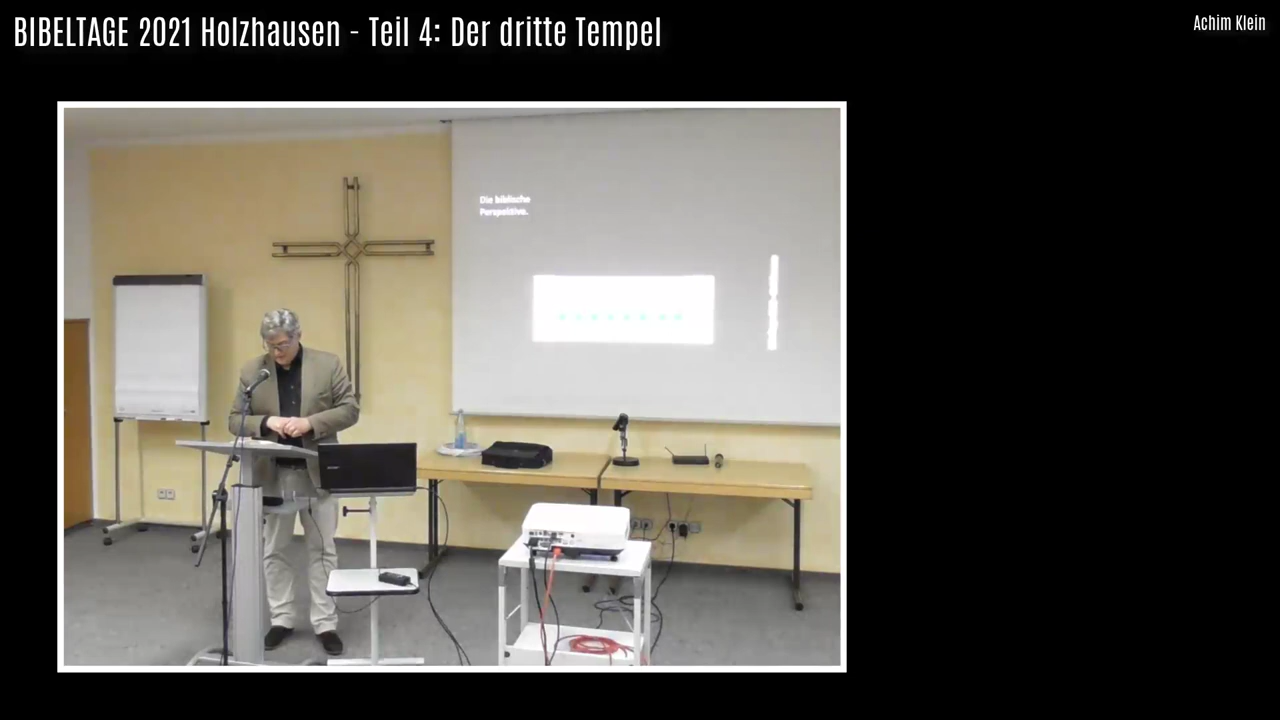 BIBELTAGE 2021 Holzhausen - Teil 4: Der dritte Tempel
Achim Klein
Die biblische
Perspektive.